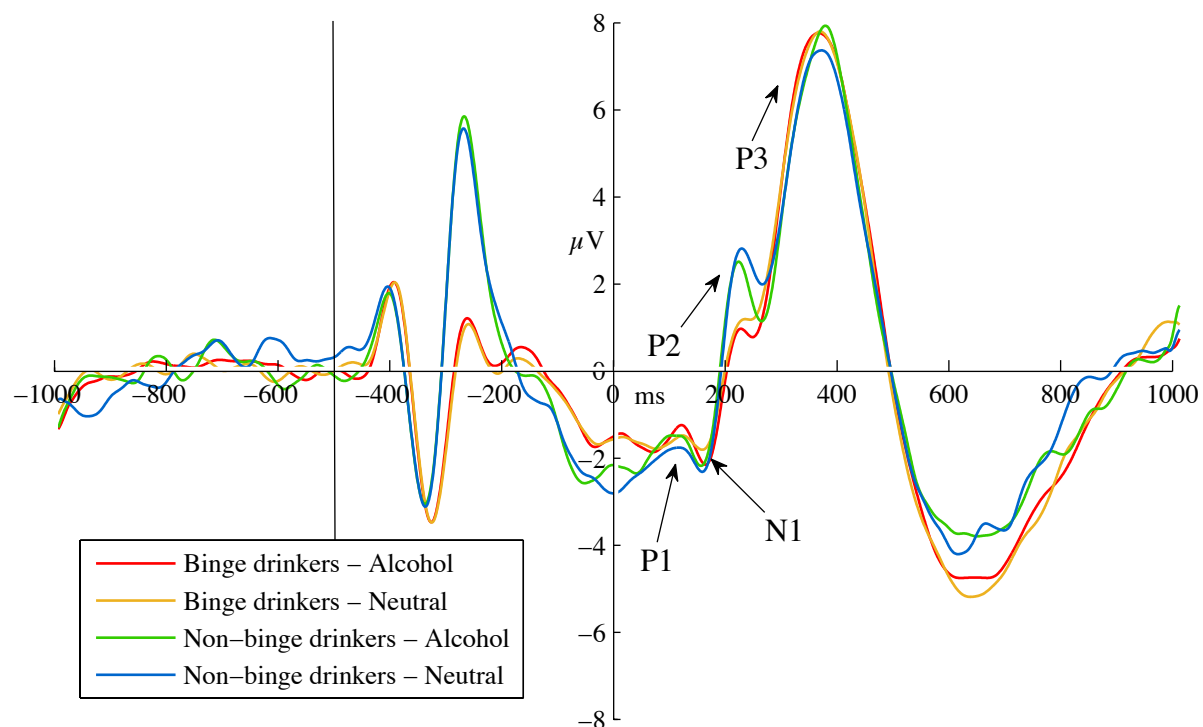 8
6
P3
4
μV
2
P2
0
−1000 −800 −600 −400 −200 0 ms 200 400 600 800 1000
−2
P1
N1
−4
−6
−8
Binge drinkers − Alcohol
Binge drinkers − Neutral
Non−binge drinkers − Alcohol
Non−binge drinkers − Neutral